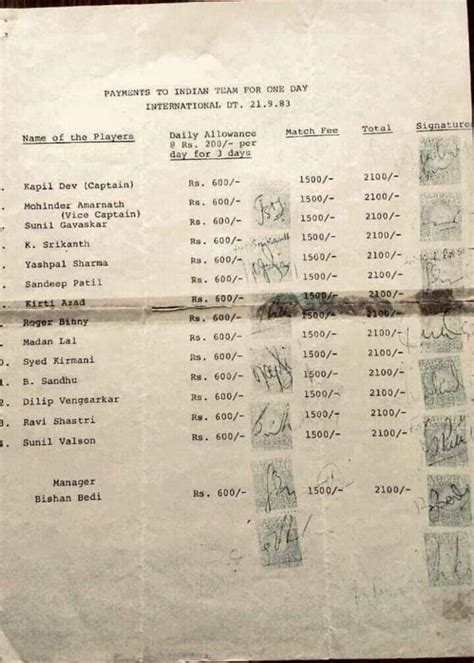 PAYMENTS TO INDIAN TEAM FOR ONE DAY
INTERNATIONAL DT. 21.9.83
Name of the Players Daily Allowance Match Fee Total Signature
@ Rs. 200/- per
day for 3 days
. Kapil Dev (Captain) Rs. 600/- 1500/- 2100/-
. Mohinder Amarnath Rs. 600/- 1500/- 2100/-
(Vice Captain)
. Sunil Gavaskar Rs. 600/- 1500/- 2100/-
. K. Srikanth Rs. 600/- 1500/- 2100/-
. Yashpal Sharma Rs. 600/- 1500/- 2100/-
. Sandeep Patil Rs. 600/- 1500/- 2100/-
. Kirti Azad Rs. 600/- 1500/- 2100/-
. Roger Binny Rs. 600/- 1500/- 2100/-
. Madan Lal Rs. 600/- 1500/- 2100/-
0. Syed Kirmani Rs. 600/- 1500/- 2100/-
1. B. Sandhu Rs. 600/- 1500/- 2100/-
2. Dilip Vengsarkar Rs. 600/- 1500/- 2100/-
3. Ravi Shastri Rs. 600/- 1500/- 2100/-
4. Sunil Valson Rs. 600/- 1500/- 2100/-
Manager
Bishan Bedi Rs. 600/- 1500/- 2100/-